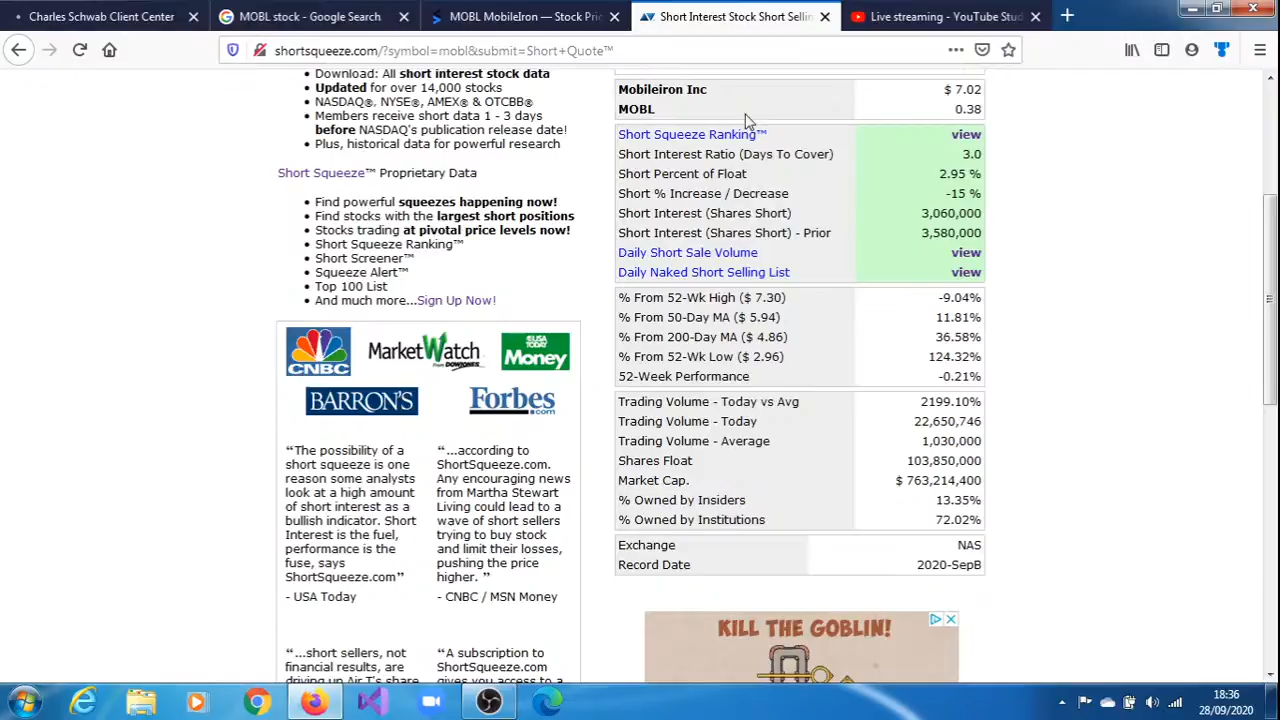 Charles Schwab Client Center
MOBL stock - Google Search
MOBL MobileIron — Stock Pri
Short Interest Stock Short Sellin
Live streaming - YouTube Stud
shortsqueeze.com/?symbol=mobl&submit=Short+Quote™
• Download: All short interest stock data
• Updated for over 14,000 stocks
• NASDAQ®, NYSE®, AMEX® & OTCBB®
• Members receive short data 1 - 3 days
before NASDAQ's publication release date!
• Plus, historical data for powerful research
Short Squeeze™ Proprietary Data
• Find powerful squeezes happening now!
• Find stocks with the largest short positions
• Stocks trading at pivotal price levels now!
• Short Squeeze Ranking™
• Short Screener™
• Squeeze Alert™
• Top 100 List
• And much more...Sign Up Now!
CNBC
MarketWatch
From DOWJONES
USA TODAY
Money
BARRON'S
Forbes
.com
“The possibility of a
short squeeze is one
reason some analysts
look at a high amount
of short interest as a
bullish indicator. Short
Interest is the fuel,
performance is the
fuse, says
ShortSqueeze.com”
- USA Today
“...according to
ShortSqueeze.com.
Any encouraging news
from Martha Stewart
Living could lead to a
wave of short sellers
trying to buy stock
and limit their losses,
pushing the price
higher. ”
- CNBC / MSN Money
“...short sellers, not
financial results, are
driving up Air T's share
“A subscription to
ShortSqueeze.com
gives you access to a
Mobileiron Inc $ 7.02
MOBL 0.38
Short Squeeze Ranking™ view
Short Interest Ratio (Days To Cover) 3.0
Short Percent of Float 2.95 %
Short % Increase / Decrease -15 %
Short Interest (Shares Short) 3,060,000
Short Interest (Shares Short) - Prior 3,580,000
Daily Short Sale Volume view
Daily Naked Short Selling List view
% From 52-Wk High ($ 7.30) -9.04%
% From 50-Day MA ($ 5.94) 11.81%
% From 200-Day MA ($ 4.86) 36.58%
% From 52-Wk Low ($ 2.96) 124.32%
52-Week Performance -0.21%
Trading Volume - Today vs Avg 2199.10%
Trading Volume - Today 22,650,746
Trading Volume - Average 1,030,000
Shares Float 103,850,000
Market Cap. $ 763,214,400
% Owned by Insiders 13.35%
% Owned by Institutions 72.02%
Exchange NAS
Record Date 2020-SepB
KILL THE GOBLIN!
18:36
28/09/2020